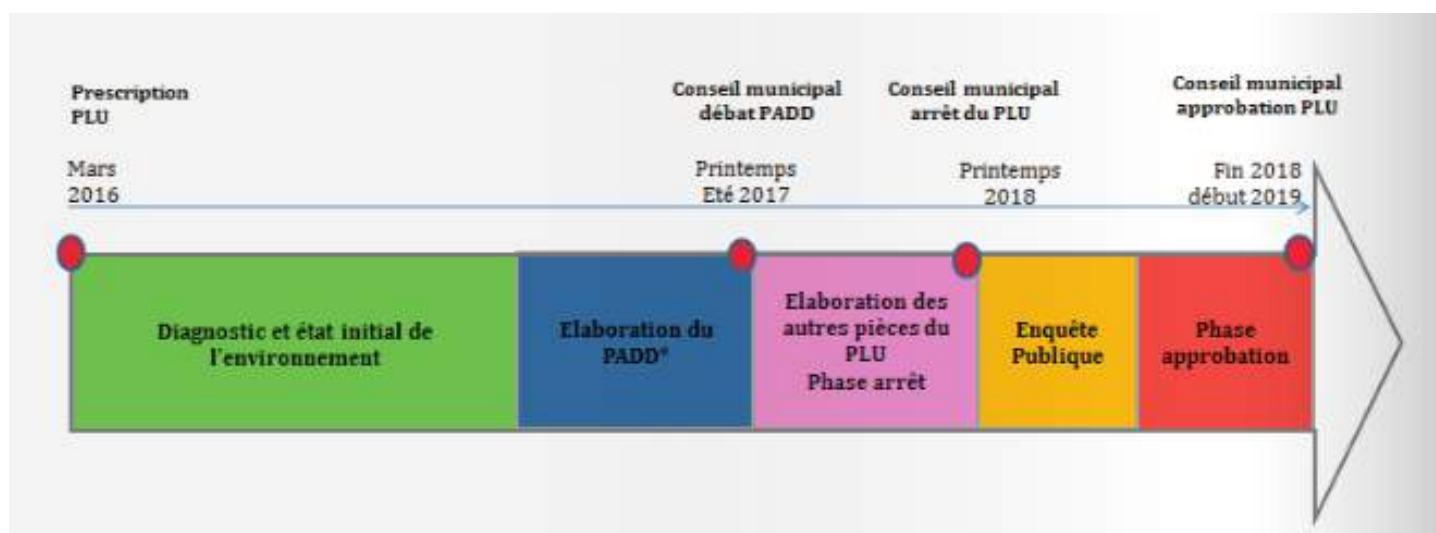 Prescription
PLU
Conseil municipal
débat PADD
Conseil municipal
arrêt du PLU
Conseil municipal
approbation PLU
Mars
2016
Printemps
Eté 2017
Printemps
2018
Fin 2018
début 2019
Diagnostic et état initial de
l'environnement
Elaboration du
PADD*
Elaboration des
autres pièces du
PLU
Phase arrêt
Enquête
Publique
Phase
approbation